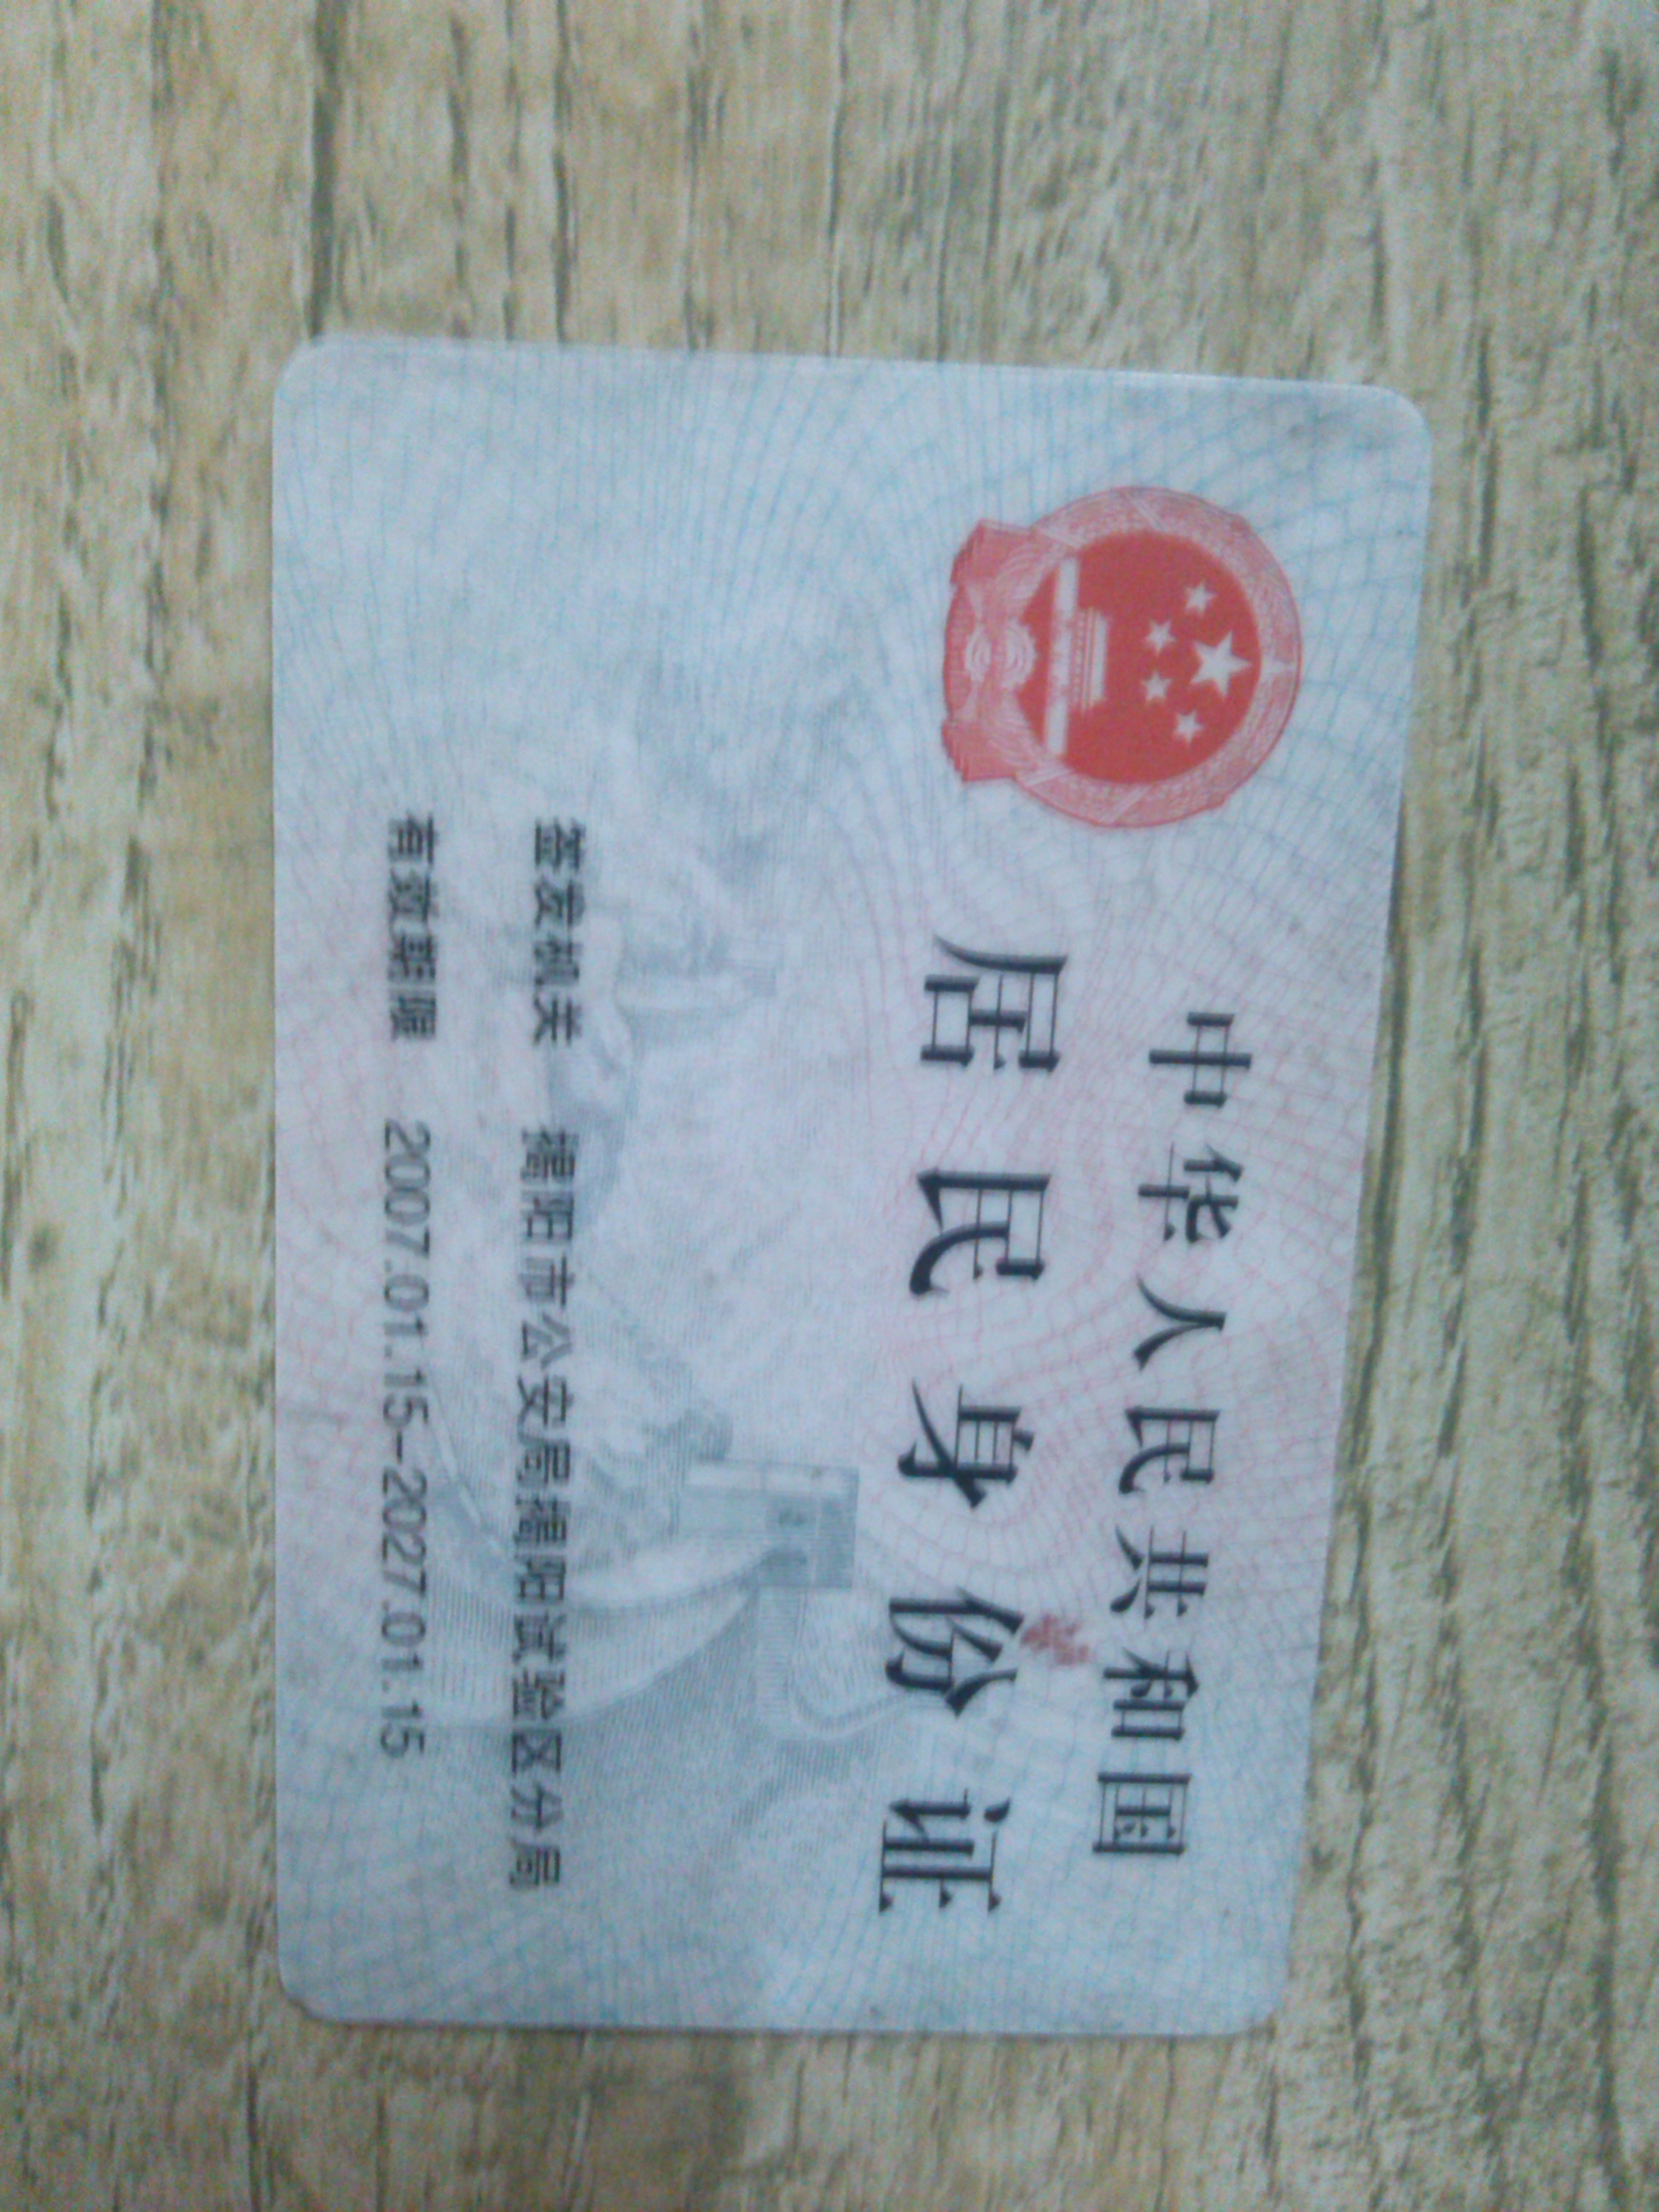 中华人民共和国
居民身份证
签发机关 揭阳市公安局揭阳试验区分局
有效期限 2007.01.15-2027.01.15